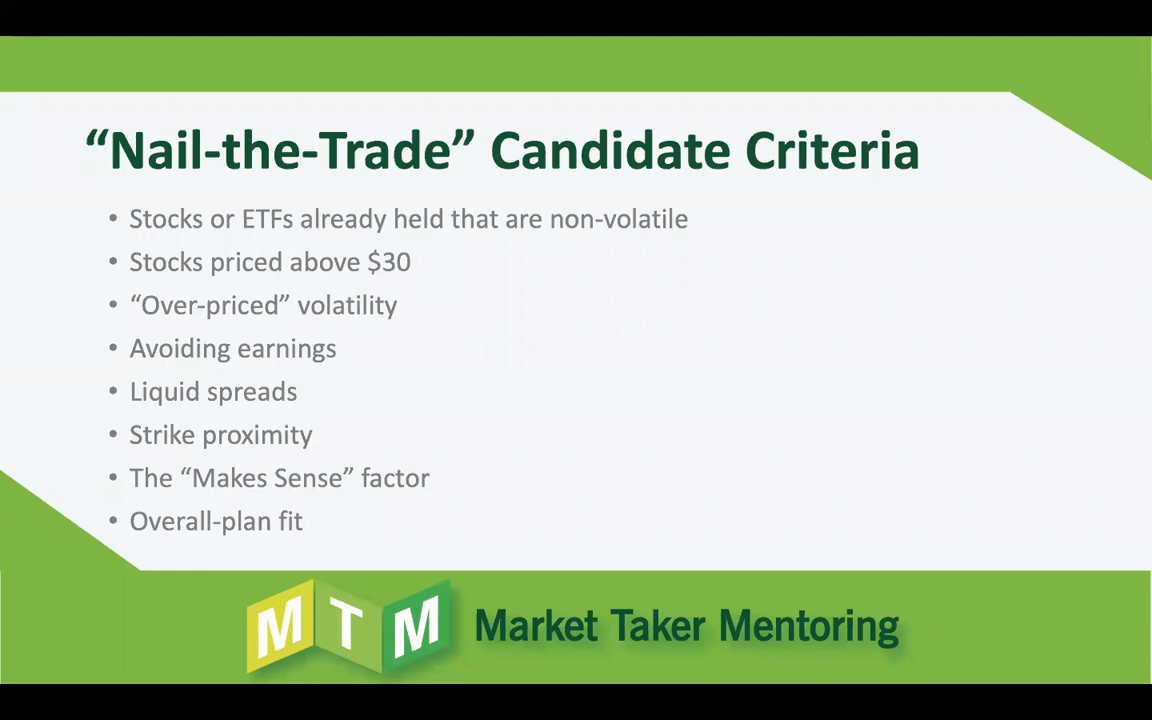 “Nail-the-Trade” Candidate Criteria
• Stocks or ETFs already held that are non-volatile
• Stocks priced above $30
• “Over-priced” volatility
• Avoiding earnings
• Liquid spreads
• Strike proximity
• The “Makes Sense” factor
• Overall-plan fit
MTM Market Taker Mentoring